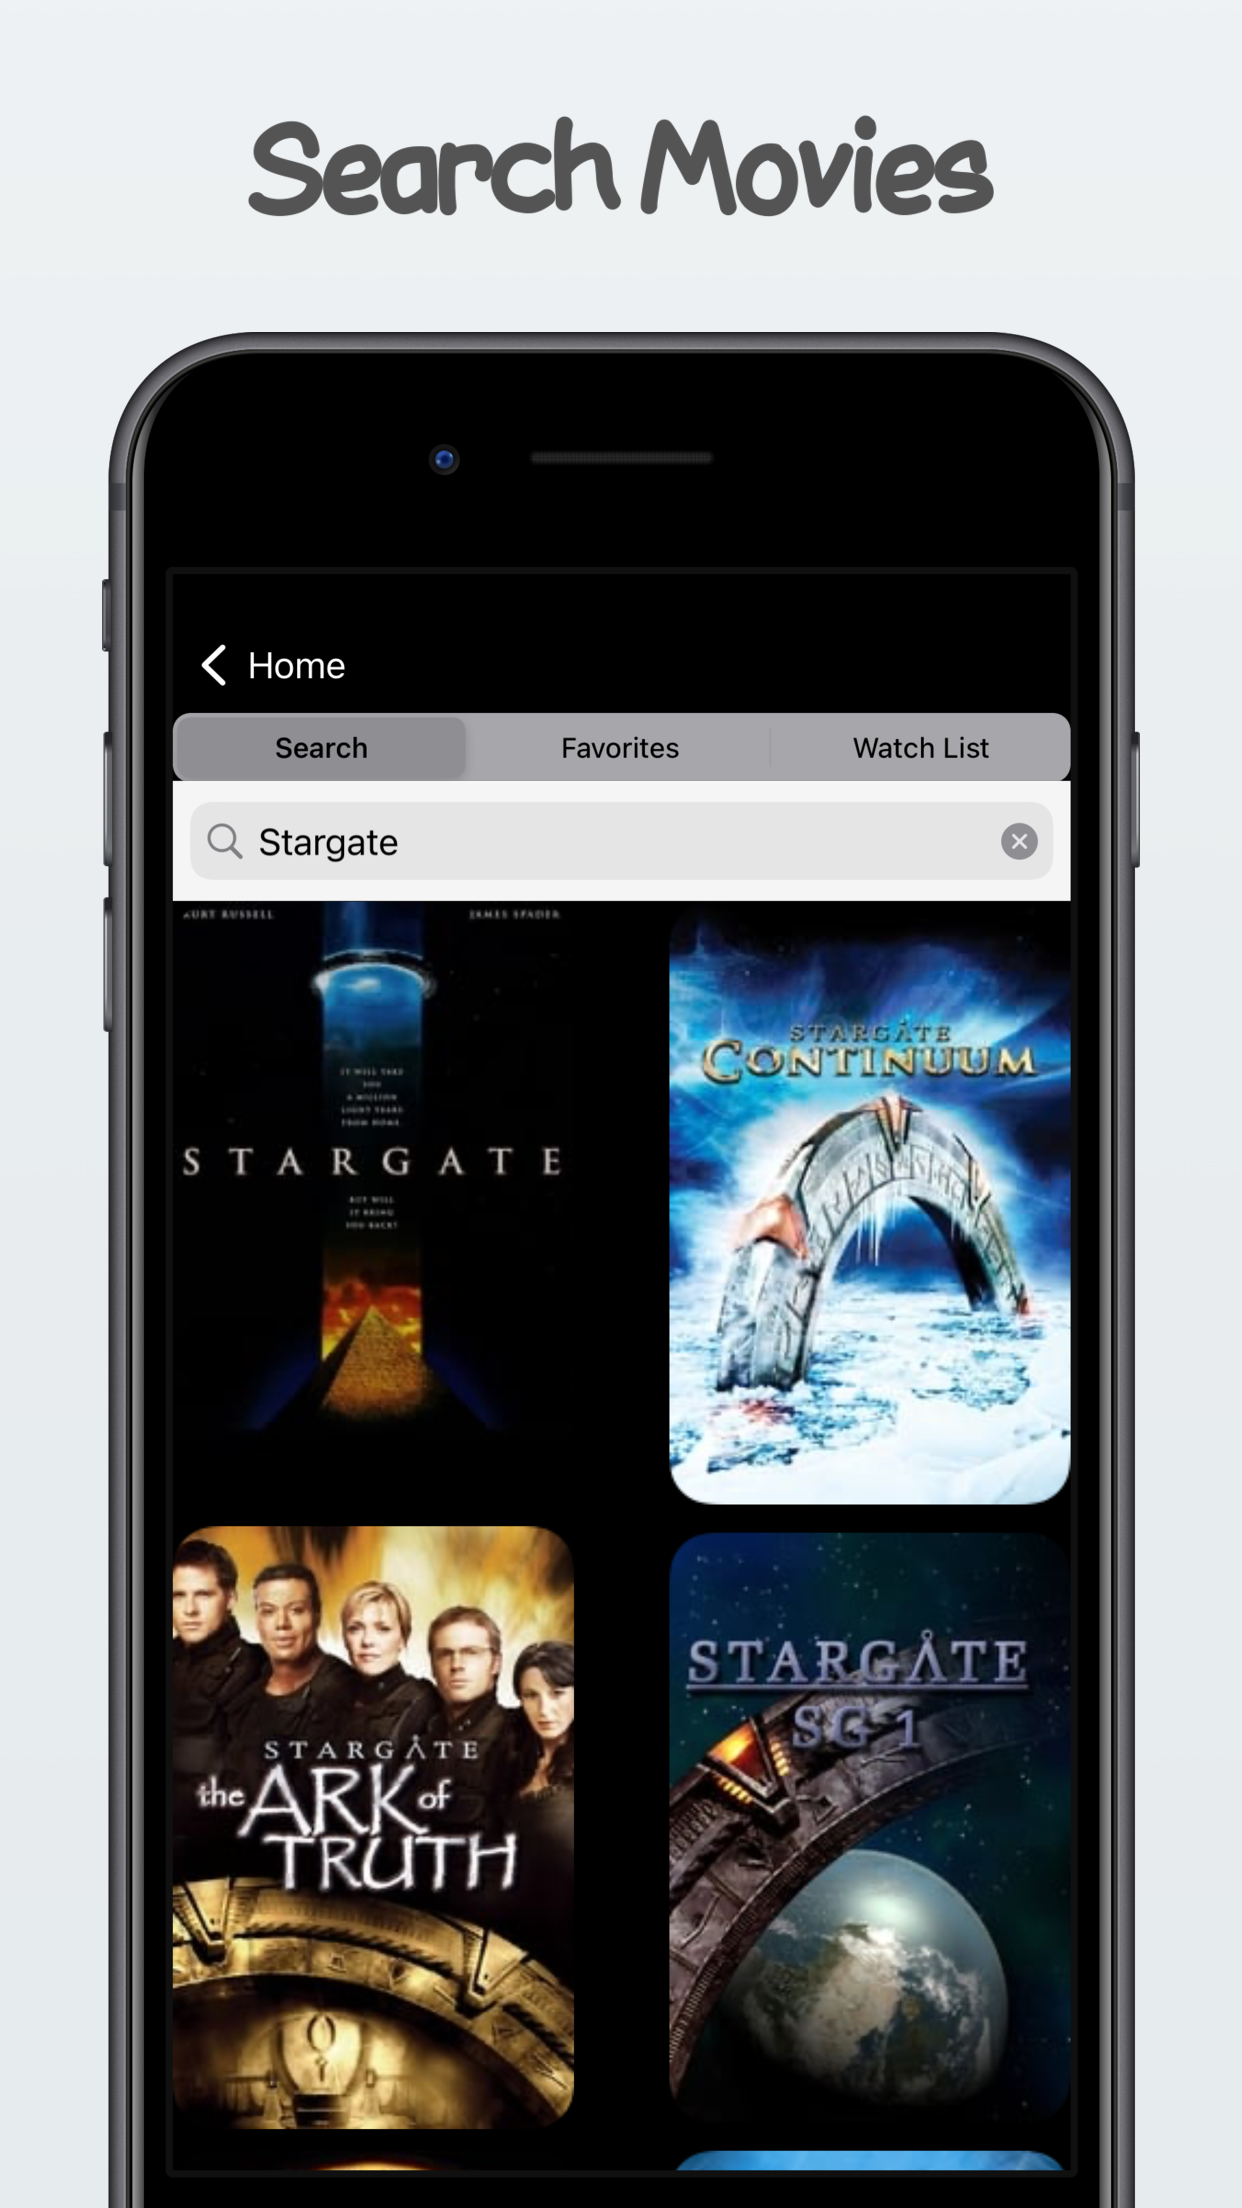 Search Movies
Home
Search Favorites Watch List
Stargate
KURT RUSSELL JAMES SPADER
IT WILL TAKE
YOU
A MILLION
LIGHT YEARS
FROM HOME.
STARGATE
BUT WILL
IT BRING
YOU BACK?
STARGATE
CONTINUUM
STARGATE
the ARK of
TRUTH
STARGATE
SG 1